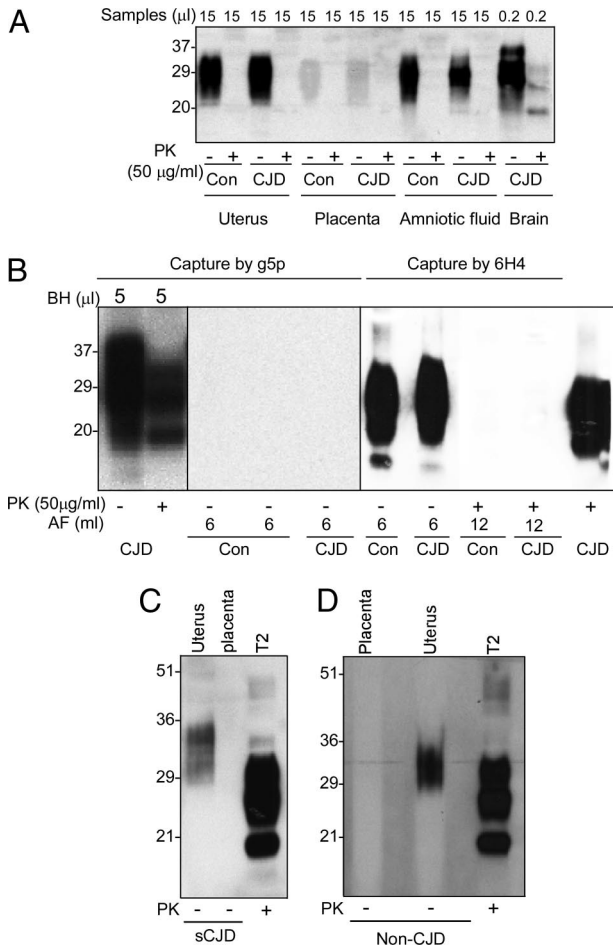 A
Samples (µl) 15 15 15 15 15 15 15 15 15 15 15 15 0.2 0.2
37-
29-
20-
PK - + - + - + - + - + - + - +
(50 µg/ml)
Con CJD Con CJD Con CJD CJD
Uterus Placenta Amniotic fluid Brain
B
Capture by g5p Capture by 6H4
BH (µl) 5 5
37-
29-
20-
PK (50µg/ml) - + + + +
AF (ml) 6 6 6 6 6 12 12
CJD Con CJD Con CJD Con CJD CJD
C
Uterus
placenta
T2
51-
36-
29-
21-
PK - - +
sCJD
D
Placenta
Uterus
T2
51-
36-
29-
21-
- - +
Non-CJD